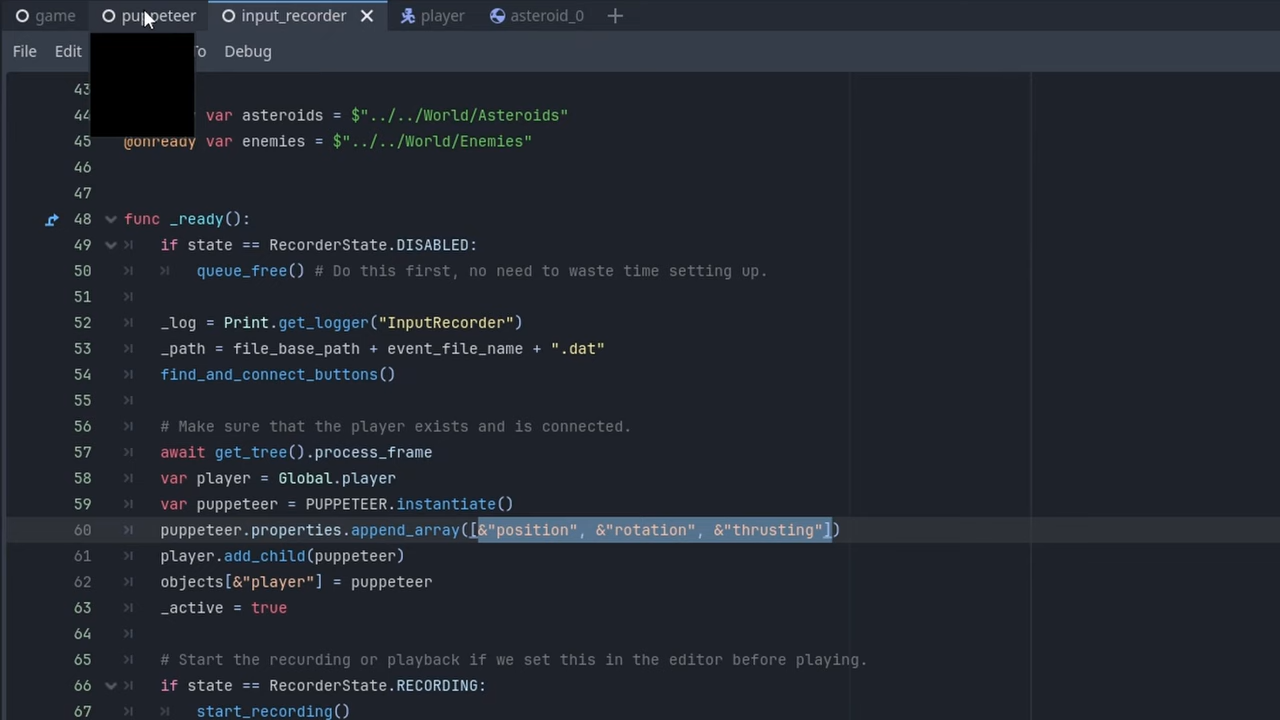 game puppeteer input_recorder player asteroid_0
File Edit To Debug
43
44 var asteroids = $"../../World/Asteroids"
45 @onready var enemies = $"../../World/Enemies"
46
47
48 func _ready():
49 if state == RecorderState.DISABLED:
50 queue_free() # Do this first, no need to waste time setting up.
51
52 _log = Print.get_logger("InputRecorder")
53 _path = file_base_path + event_file_name + ".dat"
54 find_and_connect_buttons()
55
56 # Make sure that the player exists and is connected.
57 await get_tree().process_frame
58 var player = Global.player
59 var puppeteer = PUPPETEER.instantiate()
60 puppeteer.properties.append_array([&"position", &"rotation", &"thrusting"])
61 player.add_child(puppeteer)
62 objects[&"player"] = puppeteer
63 _active = true
64
65 # Start the recurding or playback if we set this in the editor before playing.
66 if state == RecorderState.RECORDING:
67 start_recording()